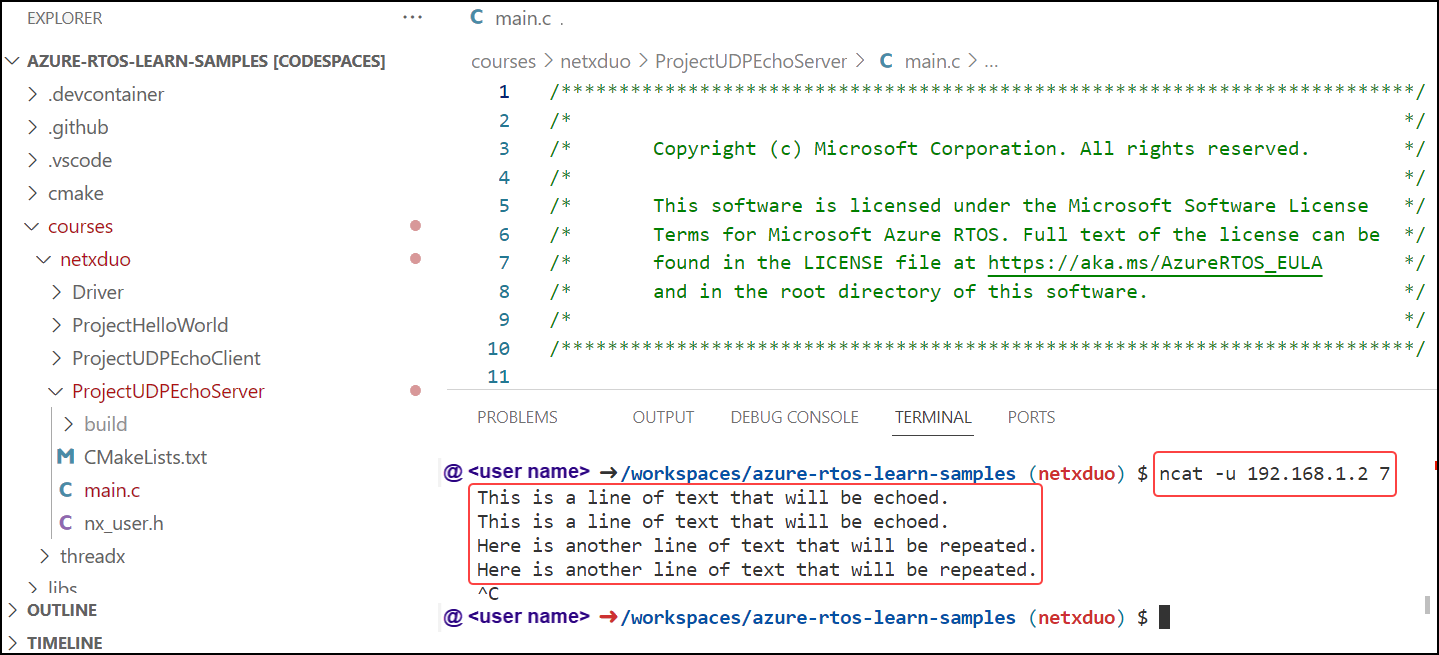 EXPLORER ...
AZURE-RTOS-LEARN-SAMPLES [CODESPACES]
.devcontainer
.github
.vscode
cmake
courses
netxduo
Driver
ProjectHelloWorld
ProjectUDPEchoClient
ProjectUDPEchoServer
build
M CMakeLists.txt
C main.c
C nx_user.h
threadx
libs
OUTLINE
TIMELINE
C main.c .
courses > netxduo > ProjectUDPEchoServer > C main.c > ...
1 /**************************************************************************/
2 /* */
3 /* Copyright (c) Microsoft Corporation. All rights reserved. */
4 /* */
5 /* This software is licensed under the Microsoft Software License */
6 /* Terms for Microsoft Azure RTOS. Full text of the license can be */
7 /* found in the LICENSE file at https://aka.ms/AzureRTOS_EULA */
8 /* and in the root directory of this software. */
9 /* */
10 /**************************************************************************/
11
PROBLEMS OUTPUT DEBUG CONSOLE TERMINAL PORTS
@ <user name> ➜/workspaces/azure-rtos-learn-samples (netxduo) $ ncat -u 192.168.1.2 7
This is a line of text that will be echoed.
This is a line of text that will be echoed.
Here is another line of text that will be repeated.
Here is another line of text that will be repeated.
^C
@ <user name> ➜/workspaces/azure-rtos-learn-samples (netxduo) $